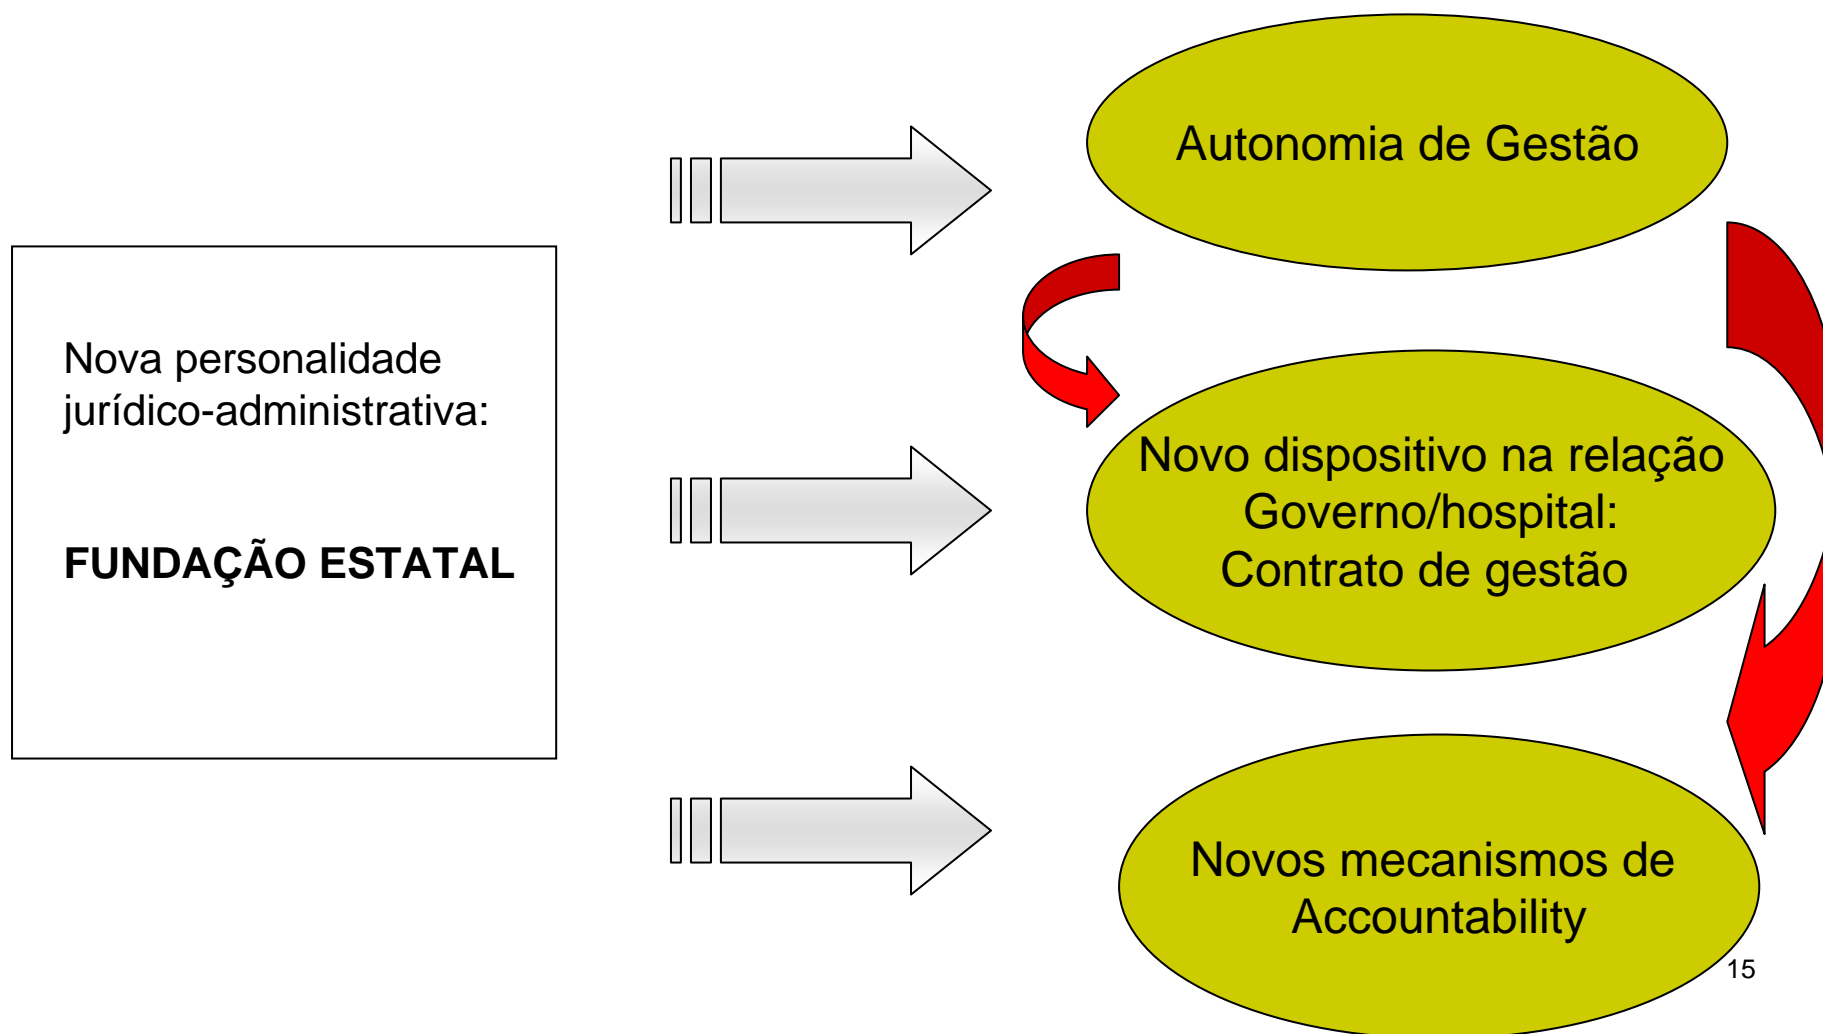 Nova personalidade
jurídico-administrativa:
FUNDAÇÃO ESTATAL
Autonomia de Gestão
Novo dispositivo na relação
Governo/hospital:
Contrato de gestão
Novos mecanismos de
Accountability
15